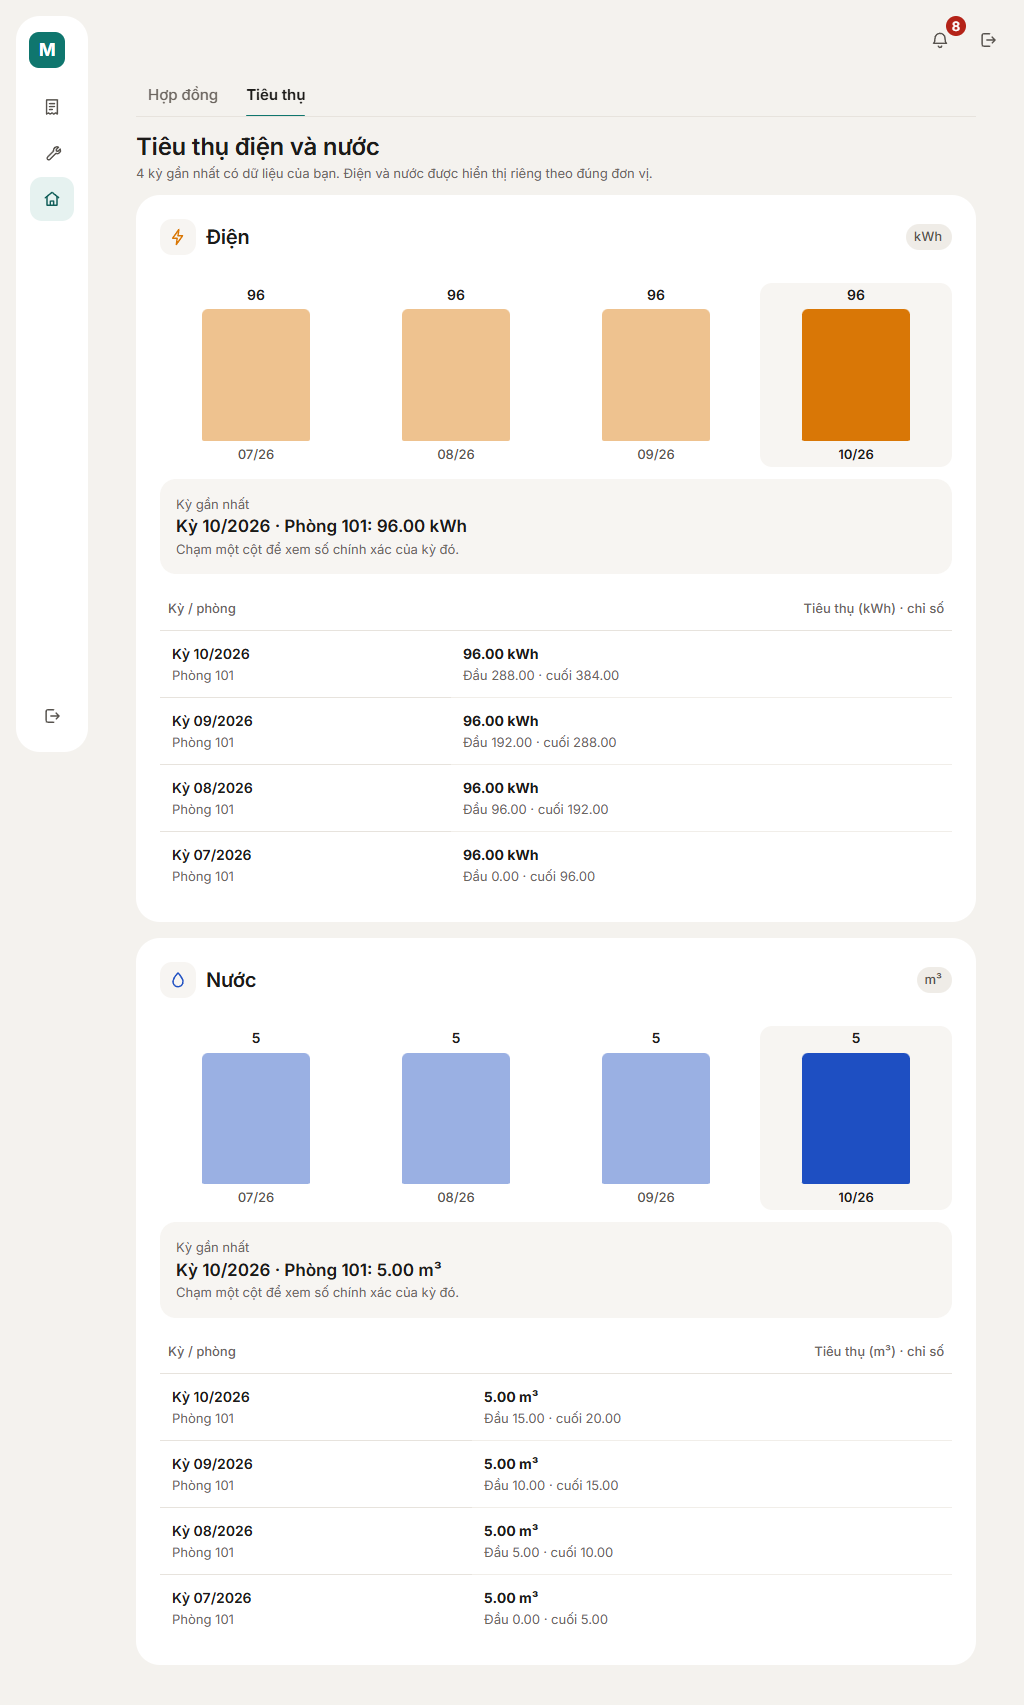 M
8
Hợp đồng
Tiêu thụ
Tiêu thụ điện và nước
4 kỳ gần nhất có dữ liệu của bạn. Điện và nước được hiển thị riêng theo đúng đơn vị.
Điện
kWh
96
96
96
96
07/26
08/26
09/26
10/26
Kỳ gần nhất
Kỳ 10/2026 · Phòng 101: 96.00 kWh
Chạm một cột để xem số chính xác của kỳ đó.
Kỳ / phòng
Tiêu thụ (kWh) · chỉ số
Kỳ 10/2026
96.00 kWh
Phòng 101
Đầu 288.00 · cuối 384.00
Kỳ 09/2026
96.00 kWh
Phòng 101
Đầu 192.00 · cuối 288.00
Kỳ 08/2026
96.00 kWh
Phòng 101
Đầu 96.00 · cuối 192.00
Kỳ 07/2026
96.00 kWh
Phòng 101
Đầu 0.00 · cuối 96.00
Nước
m³
5
5
5
5
07/26
08/26
09/26
10/26
Kỳ gần nhất
Kỳ 10/2026 · Phòng 101: 5.00 m³
Chạm một cột để xem số chính xác của kỳ đó.
Kỳ / phòng
Tiêu thụ (m³) · chỉ số
Kỳ 10/2026
5.00 m³
Phòng 101
Đầu 15.00 · cuối 20.00
Kỳ 09/2026
5.00 m³
Phòng 101
Đầu 10.00 · cuối 15.00
Kỳ 08/2026
5.00 m³
Phòng 101
Đầu 5.00 · cuối 10.00
Kỳ 07/2026
5.00 m³
Phòng 101
Đầu 0.00 · cuối 5.00